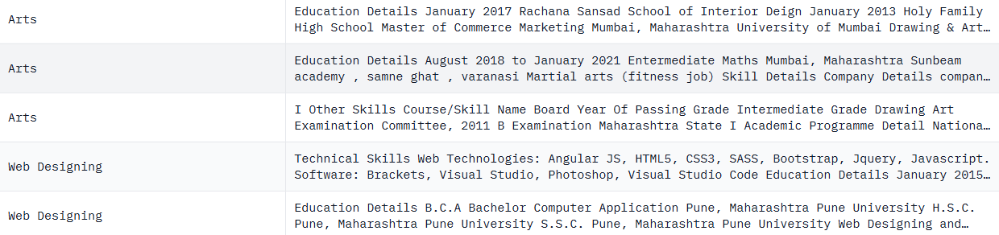 Arts
Education Details January 2017 Rachana Sansad School of Interior Deign January 2013 Holy Family
High School Master of Commerce Marketing Mumbai, Maharashtra University of Mumbai Drawing & Art…
Arts
Education Details August 2018 to January 2021 Entermediate Maths Mumbai, Maharashtra Sunbeam
academy , samne ghat , varanasi Martial arts (fitness job) Skill Details Company Details compan…
Arts
I Other Skills Course/Skill Name Board Year Of Passing Grade Intermediate Grade Drawing Art
Examination Committee, 2011 B Examination Maharashtra State I Academic Programme Detail Nationa…
Web Designing
Technical Skills Web Technologies: Angular JS, HTML5, CSS3, SASS, Bootstrap, Jquery, Javascript.
Software: Brackets, Visual Studio, Photoshop, Visual Studio Code Education Details January 2015…
Web Designing
Education Details B.C.A Bachelor Computer Application Pune, Maharashtra Pune University H.S.C.
Pune, Maharashtra Pune University S.S.C. Pune, Maharashtra Pune University Web Designing and…